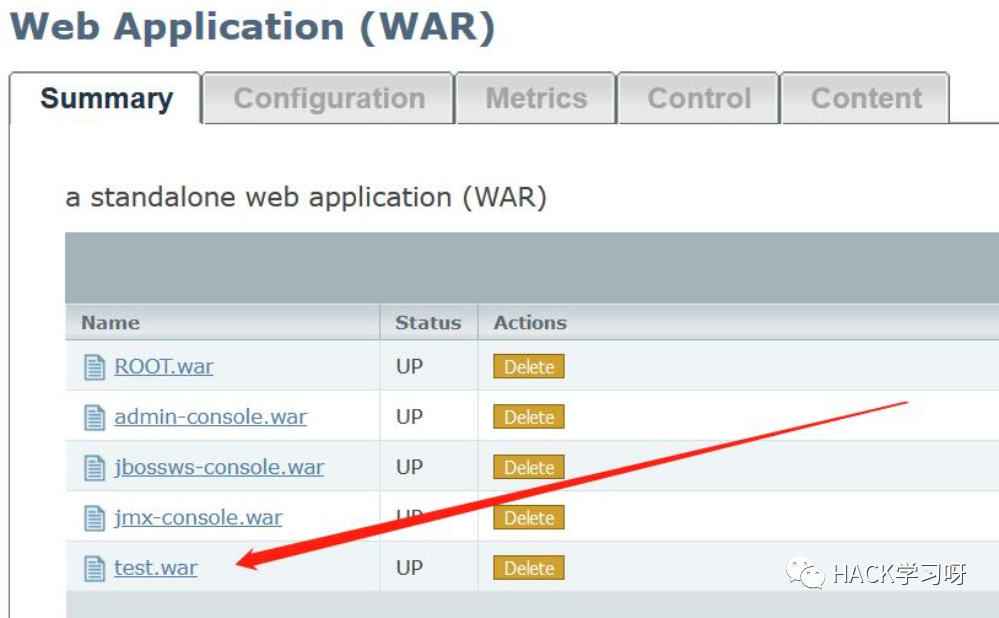 Web Application (WAR)
Summary Configuration Metrics Control Content
a standalone web application (WAR)
Name Status Actions
ROOT.war UP Delete
admin-console.war UP Delete
jbossws-console.war UP Delete
jmx-console.war UP Delete
test.war UP Delete
HACK学习呀